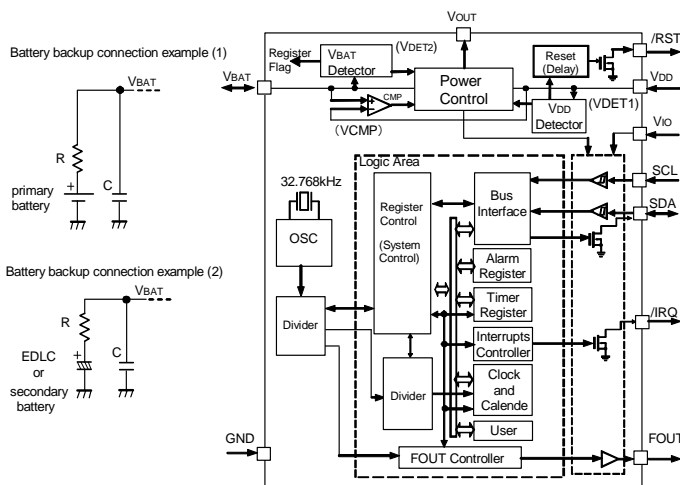 Battery backup connection example (1)
VBAT
R
+
primary
battery
C
Battery backup connection example (2)
VBAT
R
+
EDLC
or
secondary
battery
C
VOUT
Register
Flag
VBAT
Detector
(VDET2)
Power
Control
Reset
(Delay)
/RST
VBAT
VDD
+
−
CMP
(VCMP)
VDD
Detector
(VDET1)
VIO
Logic Area
32.768kHz
OSC
Divider
Register
Control
(System
Control)
Bus
Interface
SCL
SDA
Alarm
Register
Timer
Register
Interrupts
Controller
/IRQ
Divider
Clock
and
Calende
User
GND
FOUT Controller
FOUT